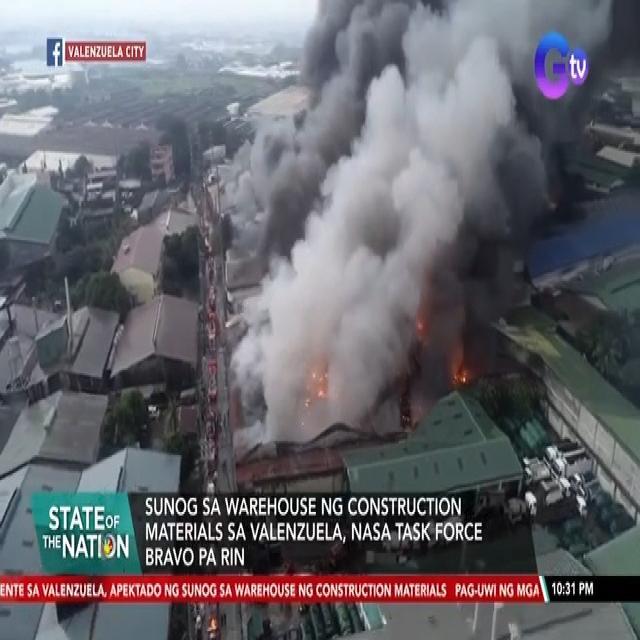 VALENZUELA CITY
Gtv
STATE of
THE NATION
SUNOG SA WAREHOUSE NG CONSTRUCTION
MATERIALS SA VALENZUELA, NASA TASK FORCE
BRAVO PA RIN
ENTE SA VALENZUELA, APEKTADO NG SUNOG SA WAREHOUSE NG CONSTRUCTION MATERIALS PAG-UWI NG MGA
10:31 PM